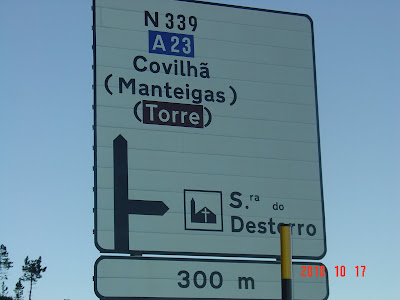 N 339
A 23
Covilhã
(Manteigas)
(Torre)
S.ra do
Desterro
300 m
2010 10 17